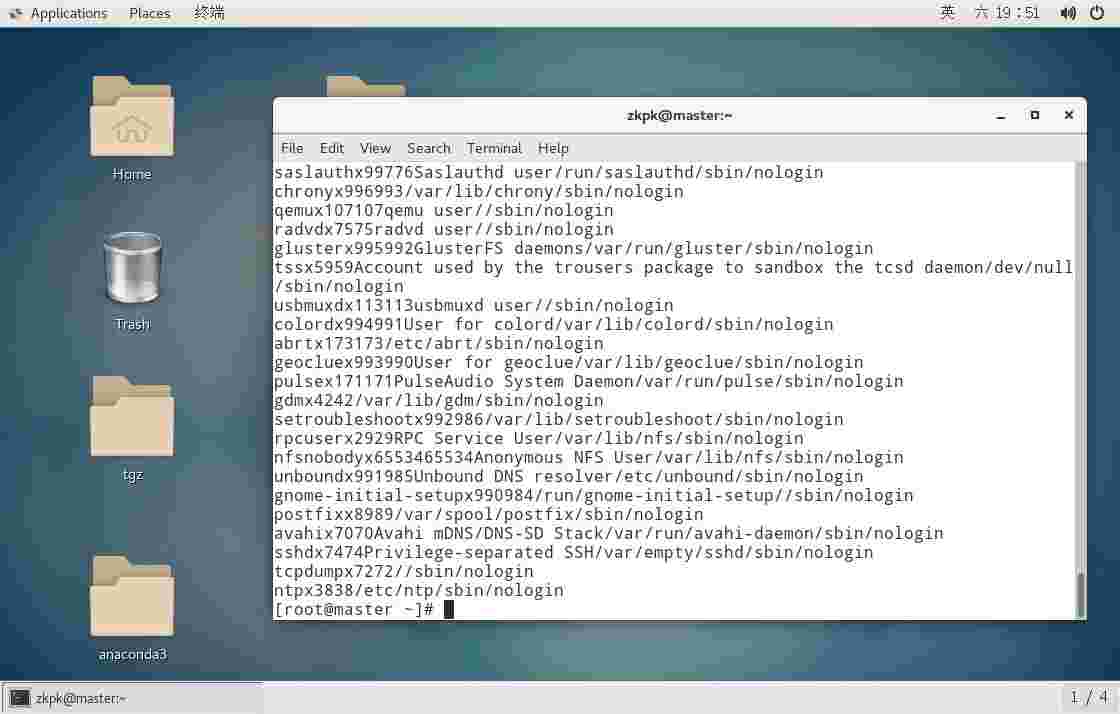 Applications Places 终端 英 六 19:51
Home
Trash
tgz
anaconda3
zkpk@master:~
File Edit View Search Terminal Help
saslauthx99776Saslauthd user/run/saslauthd/sbin/nologin
chronyx996993/var/lib/chrony/sbin/nologin
qemux107107qemu user//sbin/nologin
radvdx7575radvd user//sbin/nologin
glusterx995992GlusterFS daemons/var/run/gluster/sbin/nologin
tssx5959Account used by the trousers package to sandbox the tcsd daemon/dev/null
/sbin/nologin
usbmuxdx113113usbmuxd user//sbin/nologin
colordx994991User for colord/var/lib/colord/sbin/nologin
abrtx173173/etc/abrt/sbin/nologin
geocluex993990User for geoclue/var/lib/geoclue/sbin/nologin
pulsex171171PulseAudio System Daemon/var/run/pulse/sbin/nologin
gdmx4242/var/lib/gdm/sbin/nologin
setroubleshootx992986/var/lib/setroubleshoot/sbin/nologin
rpcuserx2929RPC Service User/var/lib/nfs/sbin/nologin
nfsnobodyx6553465534Anonymous NFS User/var/lib/nfs/sbin/nologin
unboundx991985Unbound DNS resolver/etc/unbound/sbin/nologin
gnome-initial-setupx990984/run/gnome-initial-setup//sbin/nologin
postfixx8989/var/spool/postfix/sbin/nologin
avahix7070Avahi mDNS/DNS-SD Stack/var/run/avahi-daemon/sbin/nologin
sshdx7474Privilege-separated SSH/var/empty/sshd/sbin/nologin
tcpdumpx7272//sbin/nologin
ntpx3838/etc/ntp/sbin/nologin
[root@master ~]#
zkpk@master:~ 1 / 4